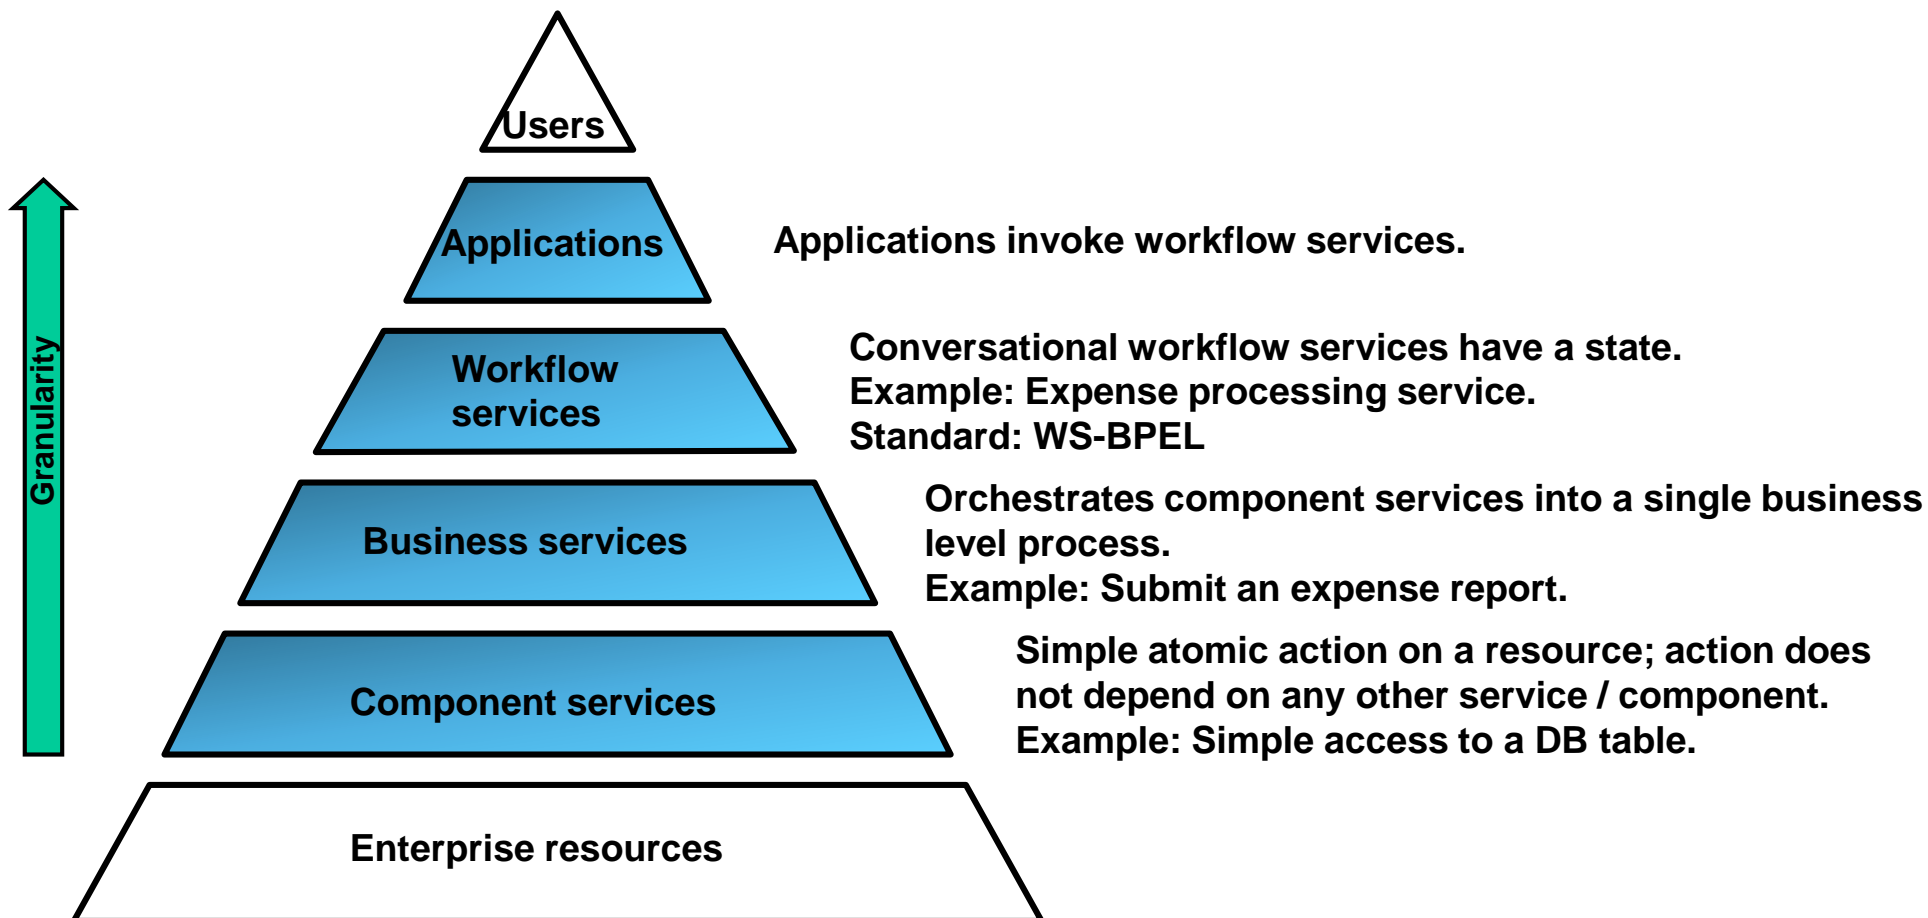 Users
Applications
Applications invoke workflow services.
Granularity
Workflow
services
Conversational workflow services have a state.
Example: Expense processing service.
Standard: WS-BPEL
Business services
Orchestrates component services into a single business
level process.
Example: Submit an expense report.
Component services
Simple atomic action on a resource; action does
not depend on any other service / component.
Example: Simple access to a DB table.
Enterprise resources